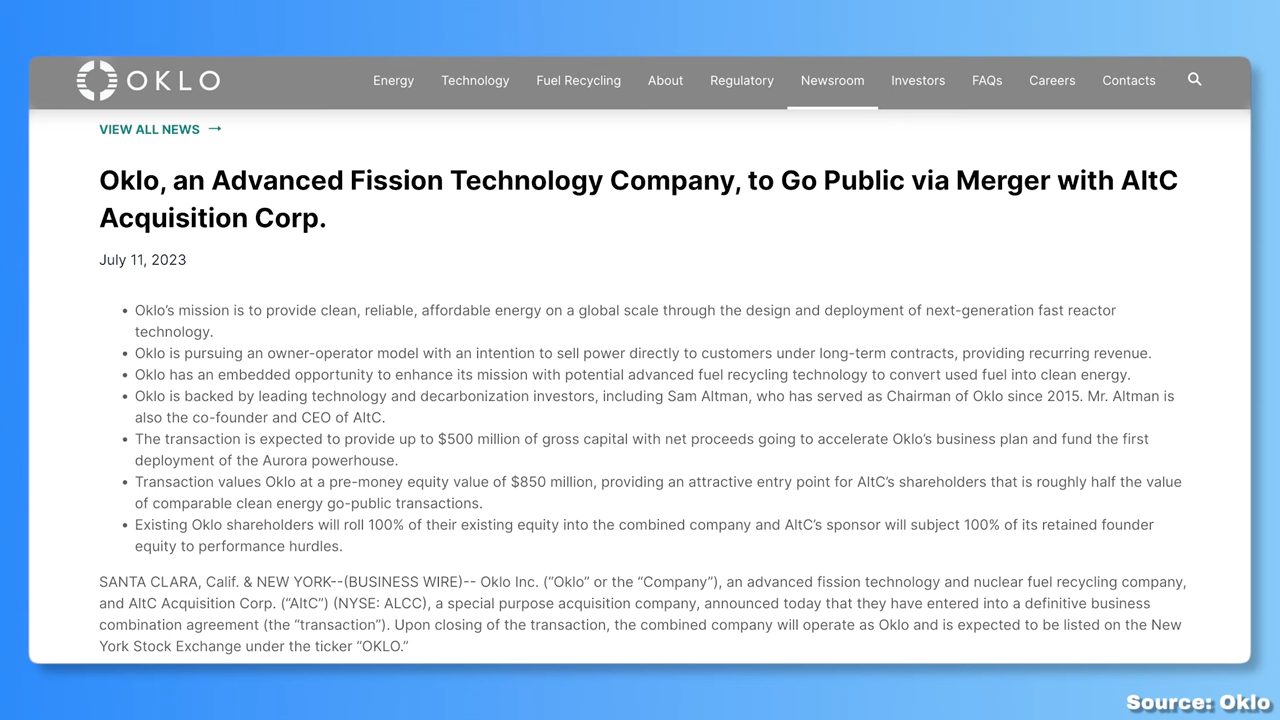 OKLO
Energy Technology Fuel Recycling About Regulatory Newsroom Investors FAQs Careers Contacts
VIEW ALL NEWS →
Oklo, an Advanced Fission Technology Company, to Go Public via Merger with AltC
Acquisition Corp.
July 11, 2023
• Oklo’s mission is to provide clean, reliable, affordable energy on a global scale through the design and deployment of next-generation fast reactor
technology.
• Oklo is pursuing an owner-operator model with an intention to sell power directly to customers under long-term contracts, providing recurring revenue.
• Oklo has an embedded opportunity to enhance its mission with potential advanced fuel recycling technology to convert used fuel into clean energy.
• Oklo is backed by leading technology and decarbonization investors, including Sam Altman, who has served as Chairman of Oklo since 2015. Mr. Altman is
also the co-founder and CEO of AltC.
• The transaction is expected to provide up to $500 million of gross capital with net proceeds going to accelerate Oklo’s business plan and fund the first
deployment of the Aurora powerhouse.
• Transaction values Oklo at a pre-money equity value of $850 million, providing an attractive entry point for AltC’s shareholders that is roughly half the value
of comparable clean energy go-public transactions.
• Existing Oklo shareholders will roll 100% of their existing equity into the combined company and AltC’s sponsor will subject 100% of its retained founder
equity to performance hurdles.
SANTA CLARA, Calif. & NEW YORK--(BUSINESS WIRE)-- Oklo Inc. (“Oklo” or the “Company”), an advanced fission technology and nuclear fuel recycling company,
and AltC Acquisition Corp. (“AltC”) (NYSE: ALCC), a special purpose acquisition company, announced today that they have entered into a definitive business
combination agreement (the “transaction”). Upon closing of the transaction, the combined company will operate as Oklo and is expected to be listed on the New
York Stock Exchange under the ticker “OKLO.”
Source: Oklo